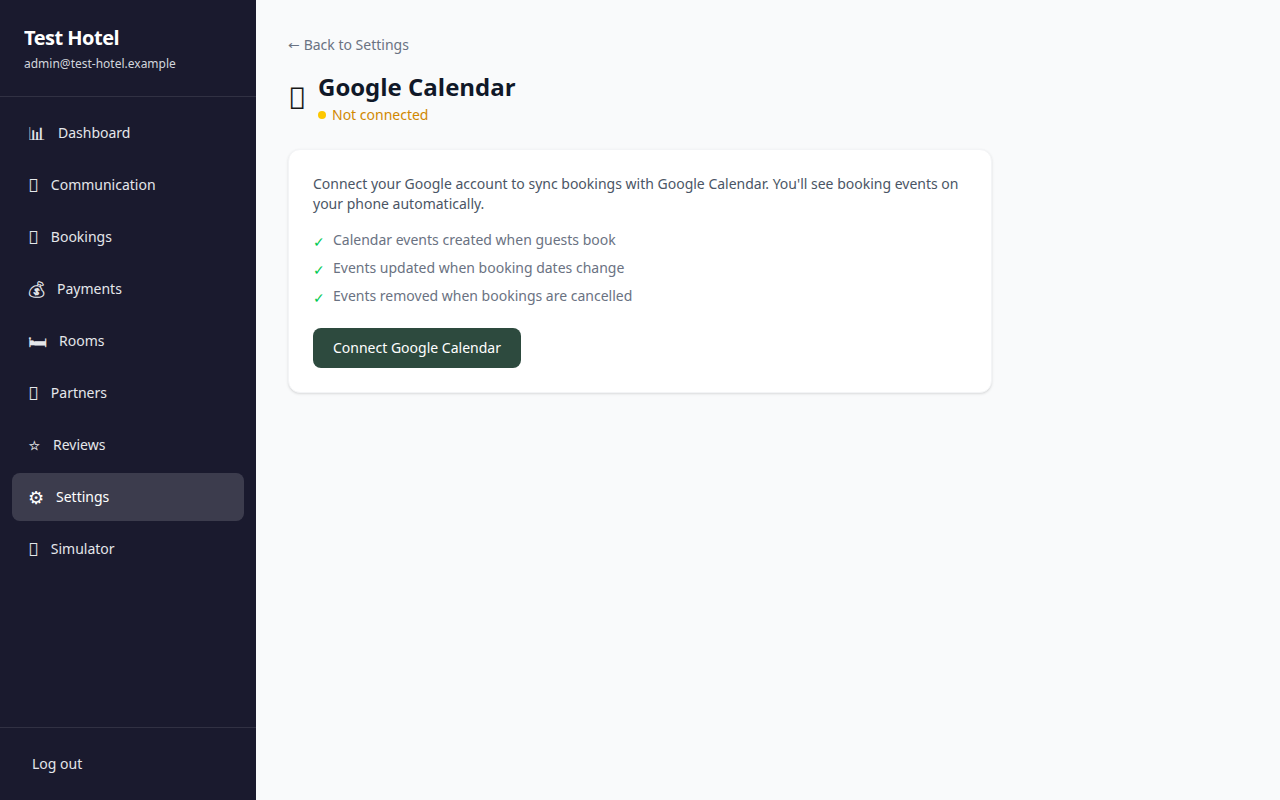 Test Hotel
admin@test-hotel.example
Dashboard
Communication
Bookings
Payments
Rooms
Partners
Reviews
Settings
Simulator
Log out
← Back to Settings
Google Calendar
Not connected
Connect your Google account to sync bookings with Google Calendar. You'll see booking events on
your phone automatically.
✓ Calendar events created when guests book
✓ Events updated when booking dates change
✓ Events removed when bookings are cancelled
Connect Google Calendar